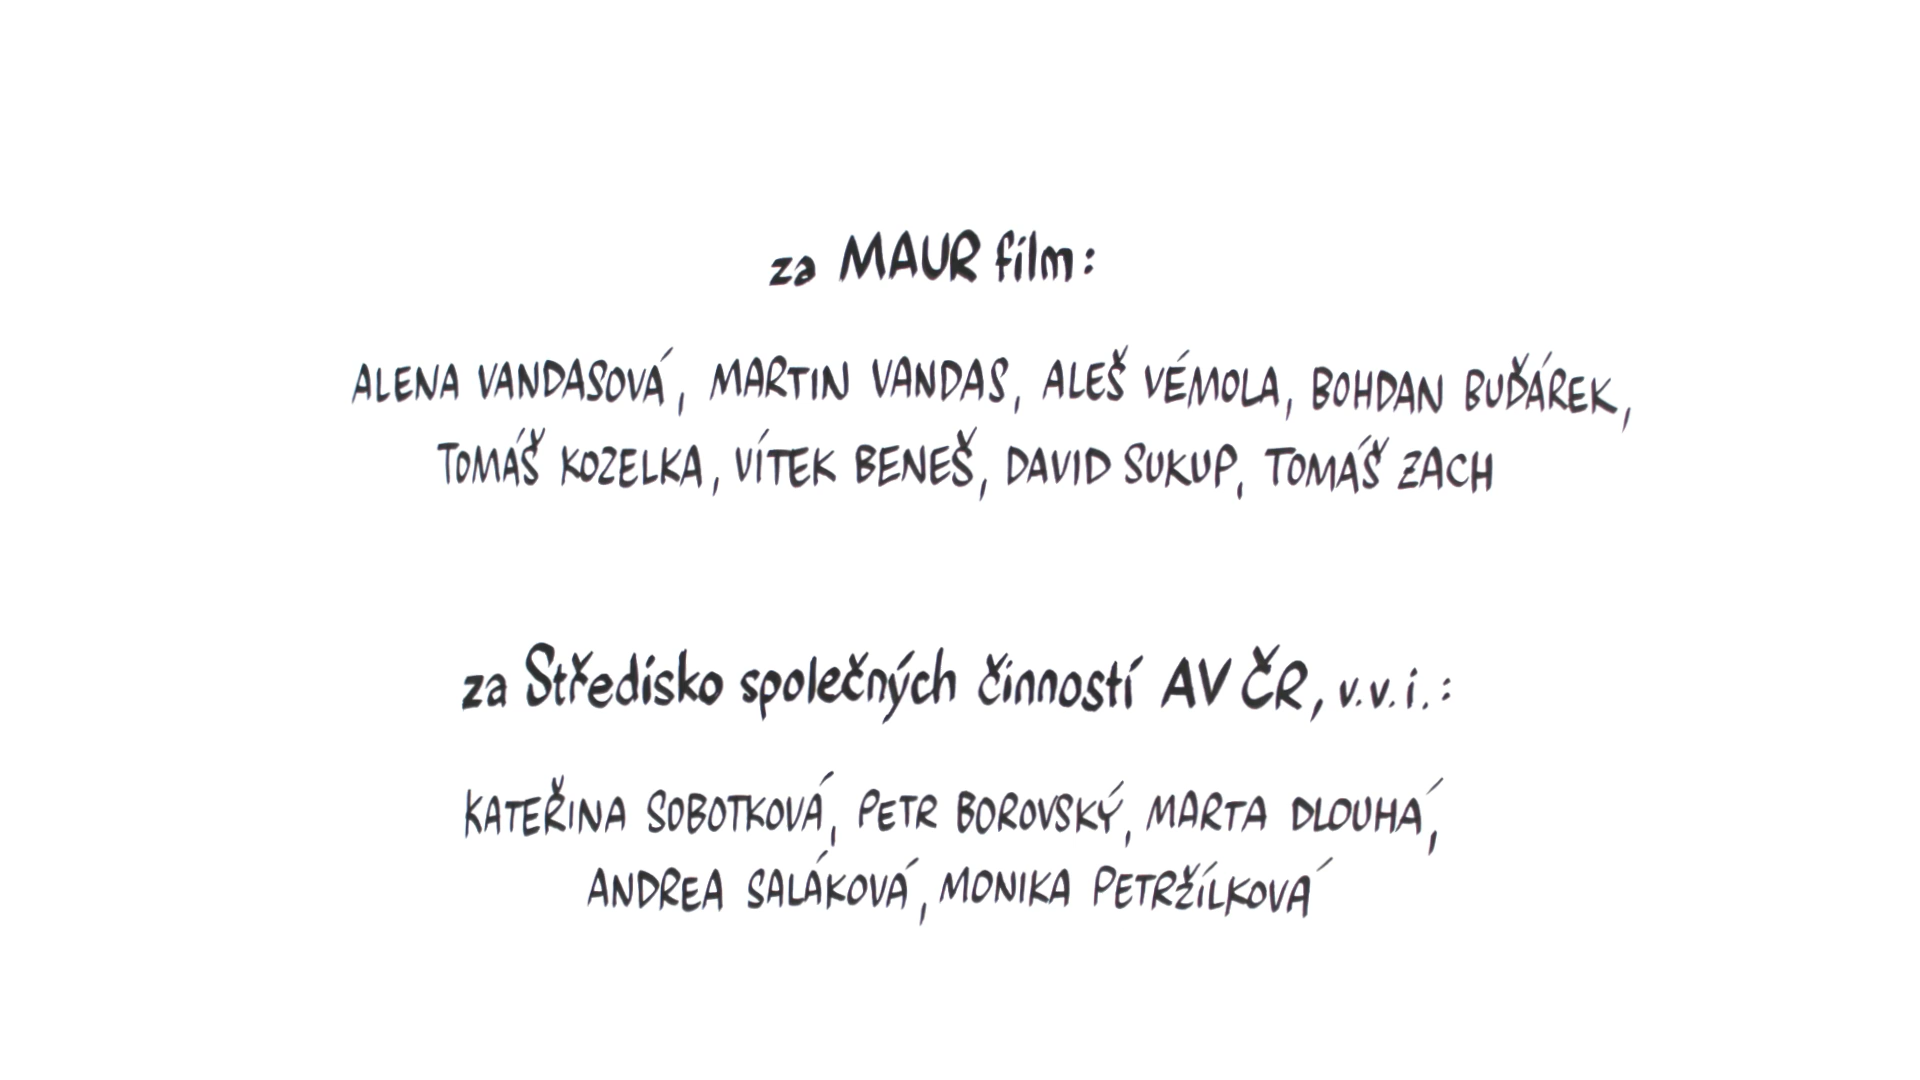 za MAUR film:
ALENA VANDASOVÁ, MARTIN VANDAS, ALEŠ VÉMOLA, BOHDAN BUĎÁREK,
TOMÁŠ KOZELKA, VÍTEK BENEŠ, DAVID SUKUP, TOMÁŠ ZACH
za Středisko společných činností AV ČR, v.v.i.:
KATEŘINA SOBOTKOVÁ, PETR BOROVSKÝ, MARTA DLOUHÁ,
ANDREA SALÁKOVÁ, MONIKA PETRŽÍLKOVÁ